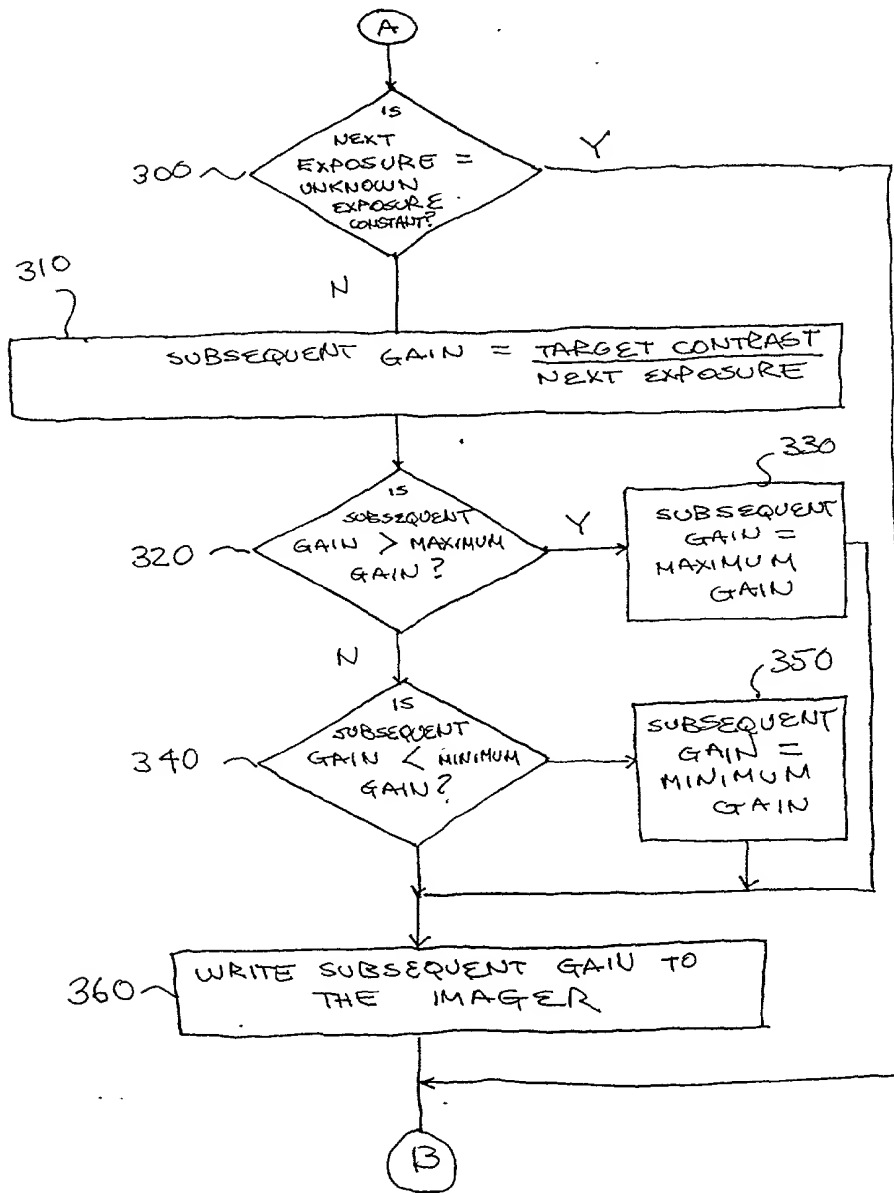 A
IS
NEXT
EXPOSURE =
UNKNOWN
EXPOSURE
CONSTANT?
Y
300
310
N
SUBSEQUENT GAIN = TARGET CONTRAST
NEXT EXPOSURE
330
IS
SUBSEQUENT
GAIN > MAXIMUM
GAIN?
Y
320
SUBSEQUENT
GAIN =
MAXIMUM
GAIN
N
350
IS
SUBSEQUENT
GAIN < MINIMUM
GAIN?
340
SUBSEQUENT
GAIN =
MINIMUM
GAIN
360
WRITE SUBSEQUENT GAIN TO
THE IMAGER
B